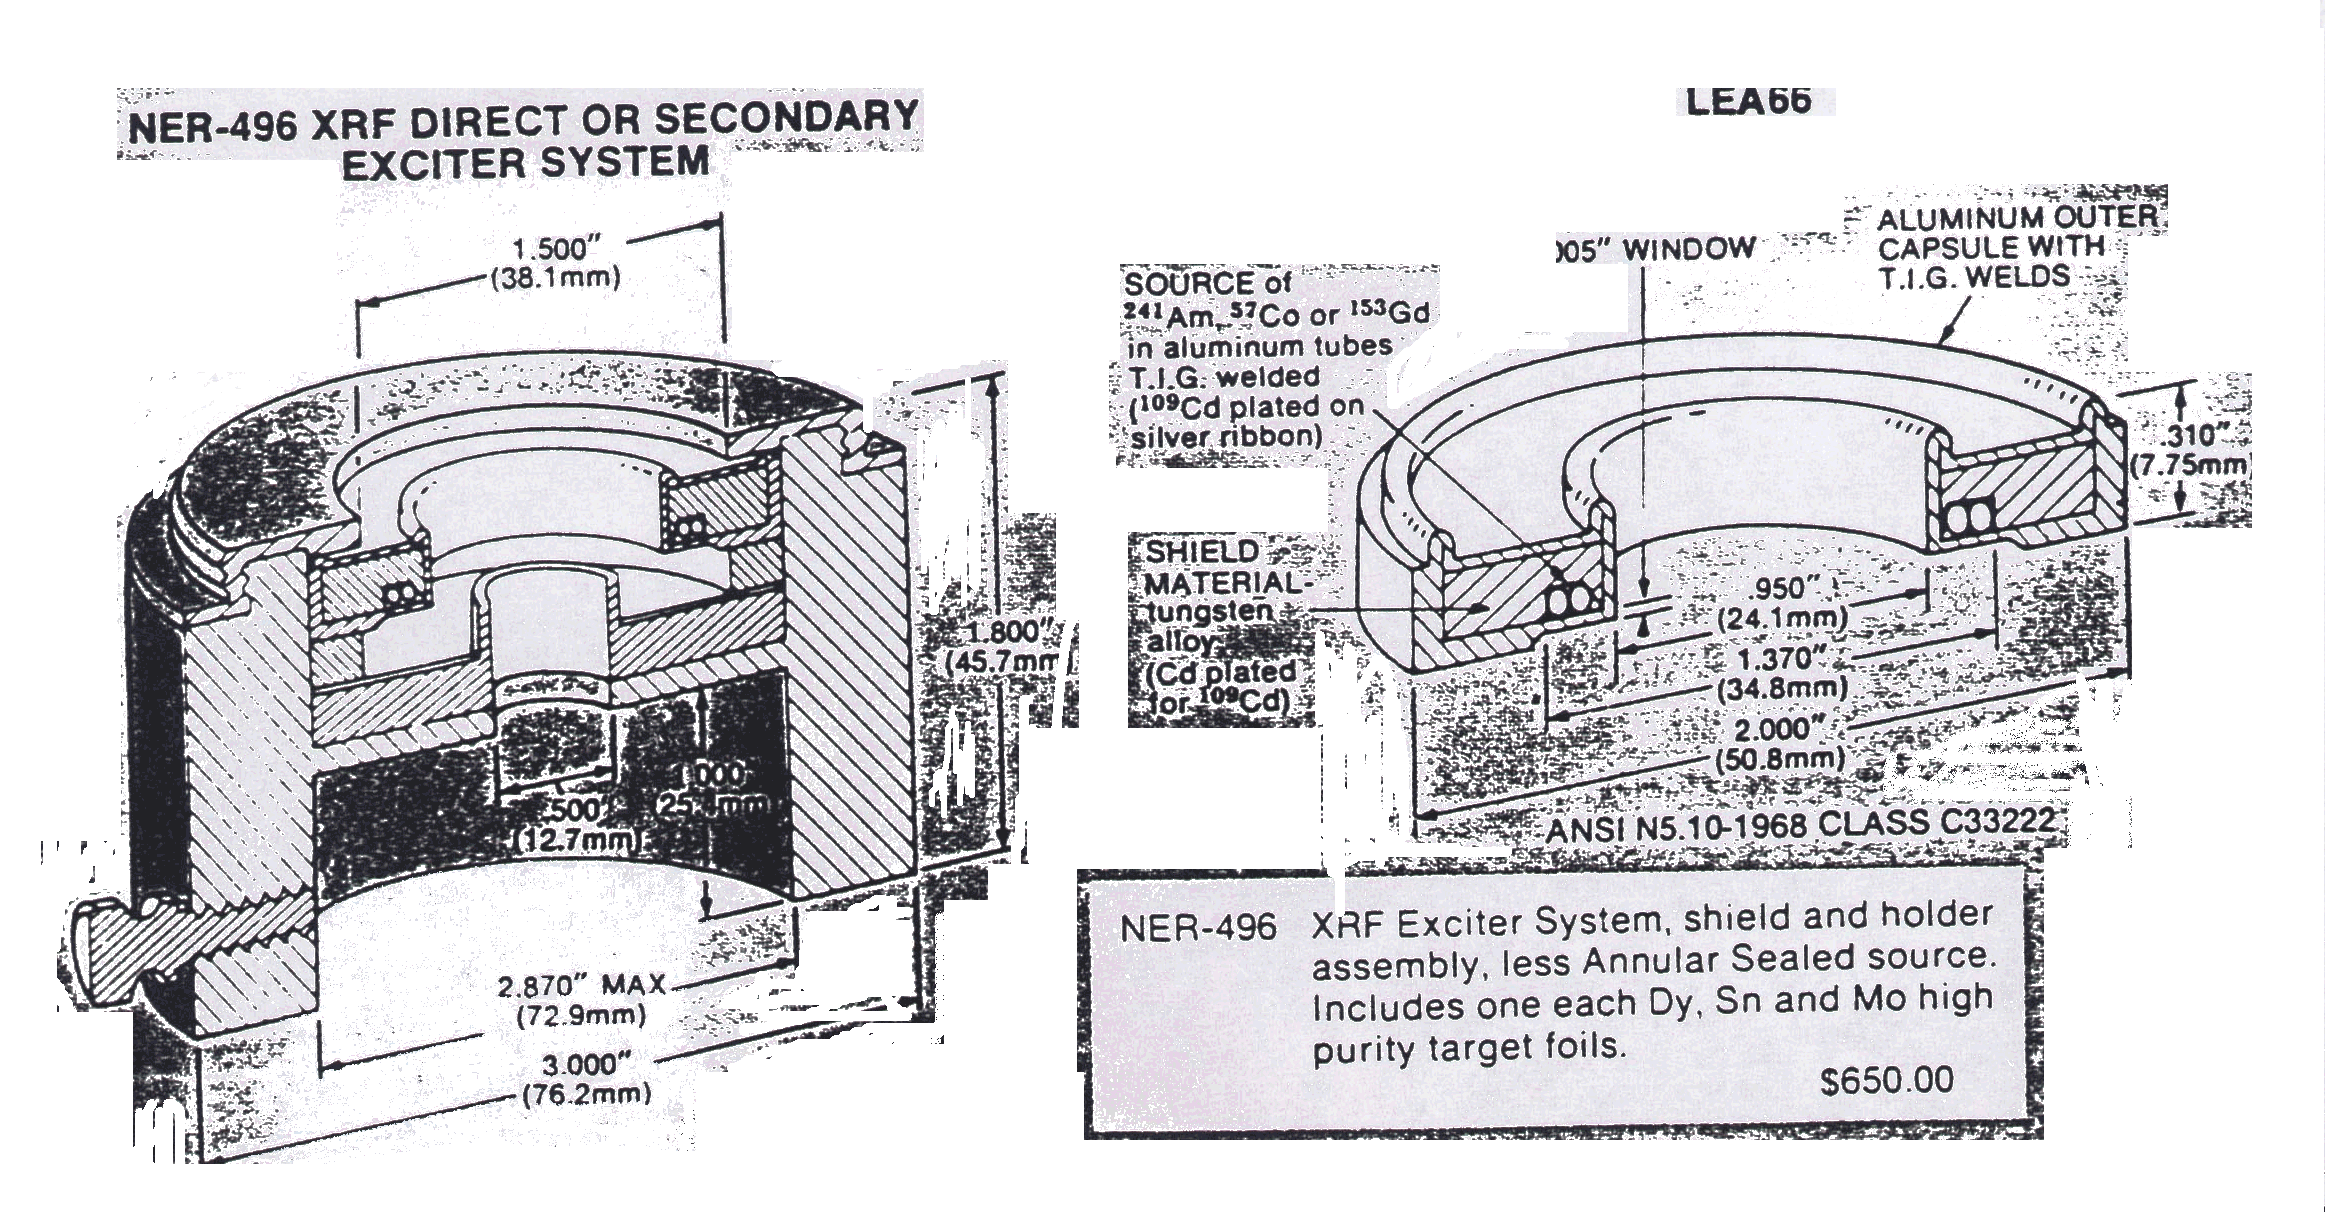 NER-496 XRF DIRECT OR SECONDARY
EXCITER SYSTEM
1.500"
(38.1mm)
1.800"
(45.7mm
1.000
(25.4mm
.500"
(12.7mm)
2.870" MAX
(72.9mm)
3.000"
(76.2mm)
LEA66
005" WINDOW
ALUMINUM OUTER
CAPSULE WITH
T.I.G. WELDS
SOURCE of
²⁴¹Am, ⁵⁷Co or ¹⁵³Gd
in aluminum tubes
T.I.G. welded
(¹⁰⁹Cd plated on
silver ribbon)
.310"
(7.75mm)
SHIELD
MATERIAL-
tungsten
alloy
(Cd plated
for ¹⁰⁹Cd)
.950"
(24.1mm)
1.370"
(34.8mm)
2.000"
(50.8mm)
ANSI N5.10-1968 CLASS C33222
NER-496 XRF Exciter System, shield and holder
assembly, less Annular Sealed source.
Includes one each Dy, Sn and Mo high
purity target foils.
$650.00